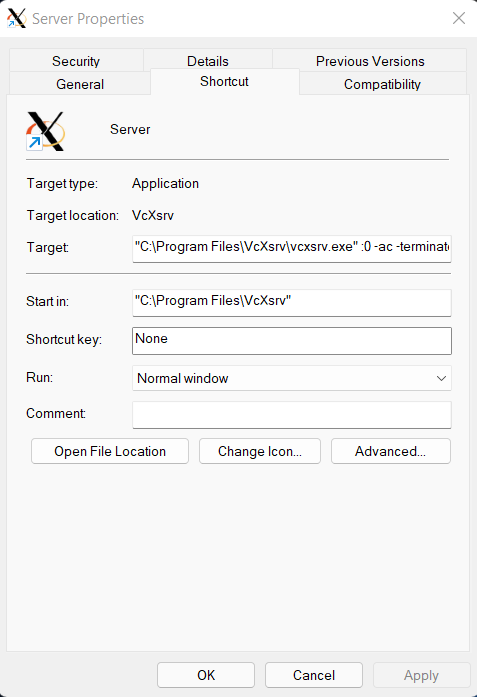 Server Properties
Security Details Previous Versions
General Shortcut Compatibility
Server
Target type: Application
Target location: VcXsrv
Target: "C:\Program Files\VcXsrv\vcxsrv.exe" :0 -ac -terminate
Start in: "C:\Program Files\VcXsrv"
Shortcut key: None
Run: Normal window
Comment:
Open File Location Change Icon... Advanced...
OK Cancel Apply